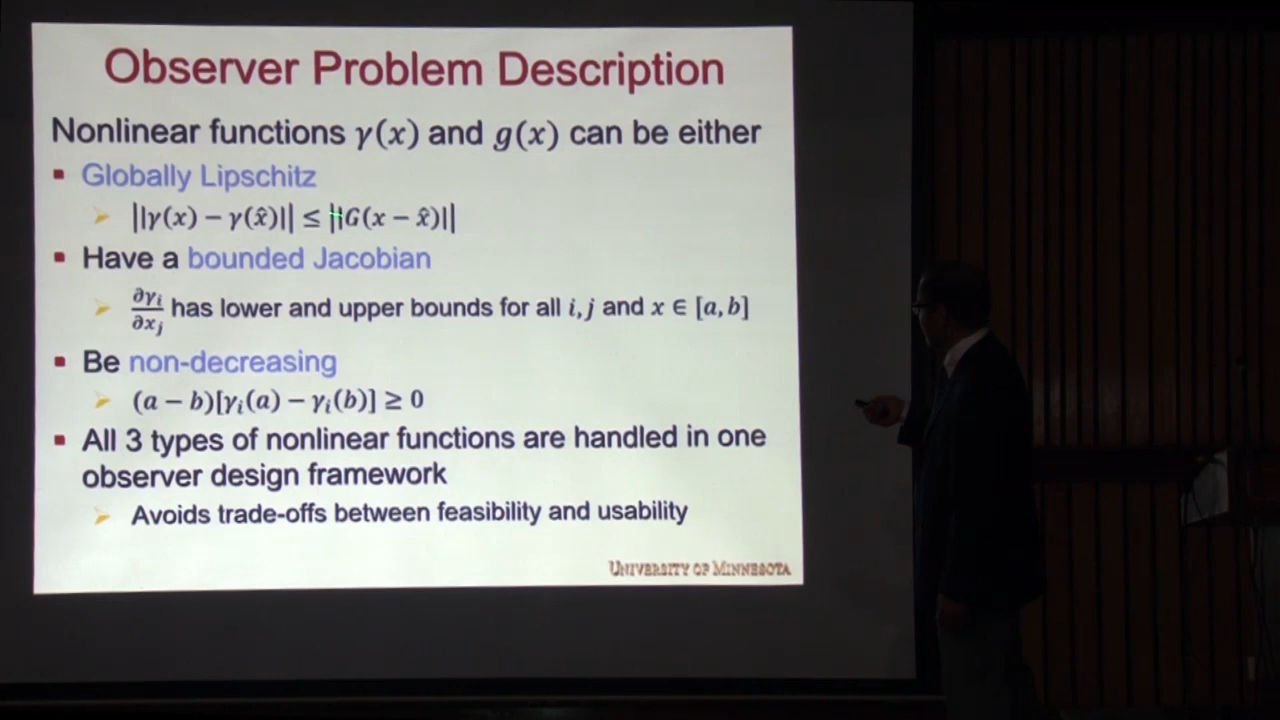 Observer Problem Description
Nonlinear functions γ(x) and g(x) can be either
▪ Globally Lipschitz
➢ ||γ(x) − γ(x̂)|| ≤ ||G(x − x̂)||
▪ Have a bounded Jacobian
➢ ∂γᵢ/∂xⱼ has lower and upper bounds for all i, j and x ∈ [a, b]
▪ Be non-decreasing
➢ (a − b)[γᵢ(a) − γᵢ(b)] ≥ 0
▪ All 3 types of nonlinear functions are handled in one
observer design framework
➢ Avoids trade-offs between feasibility and usability
UNIVERSITY OF MINNESOTA